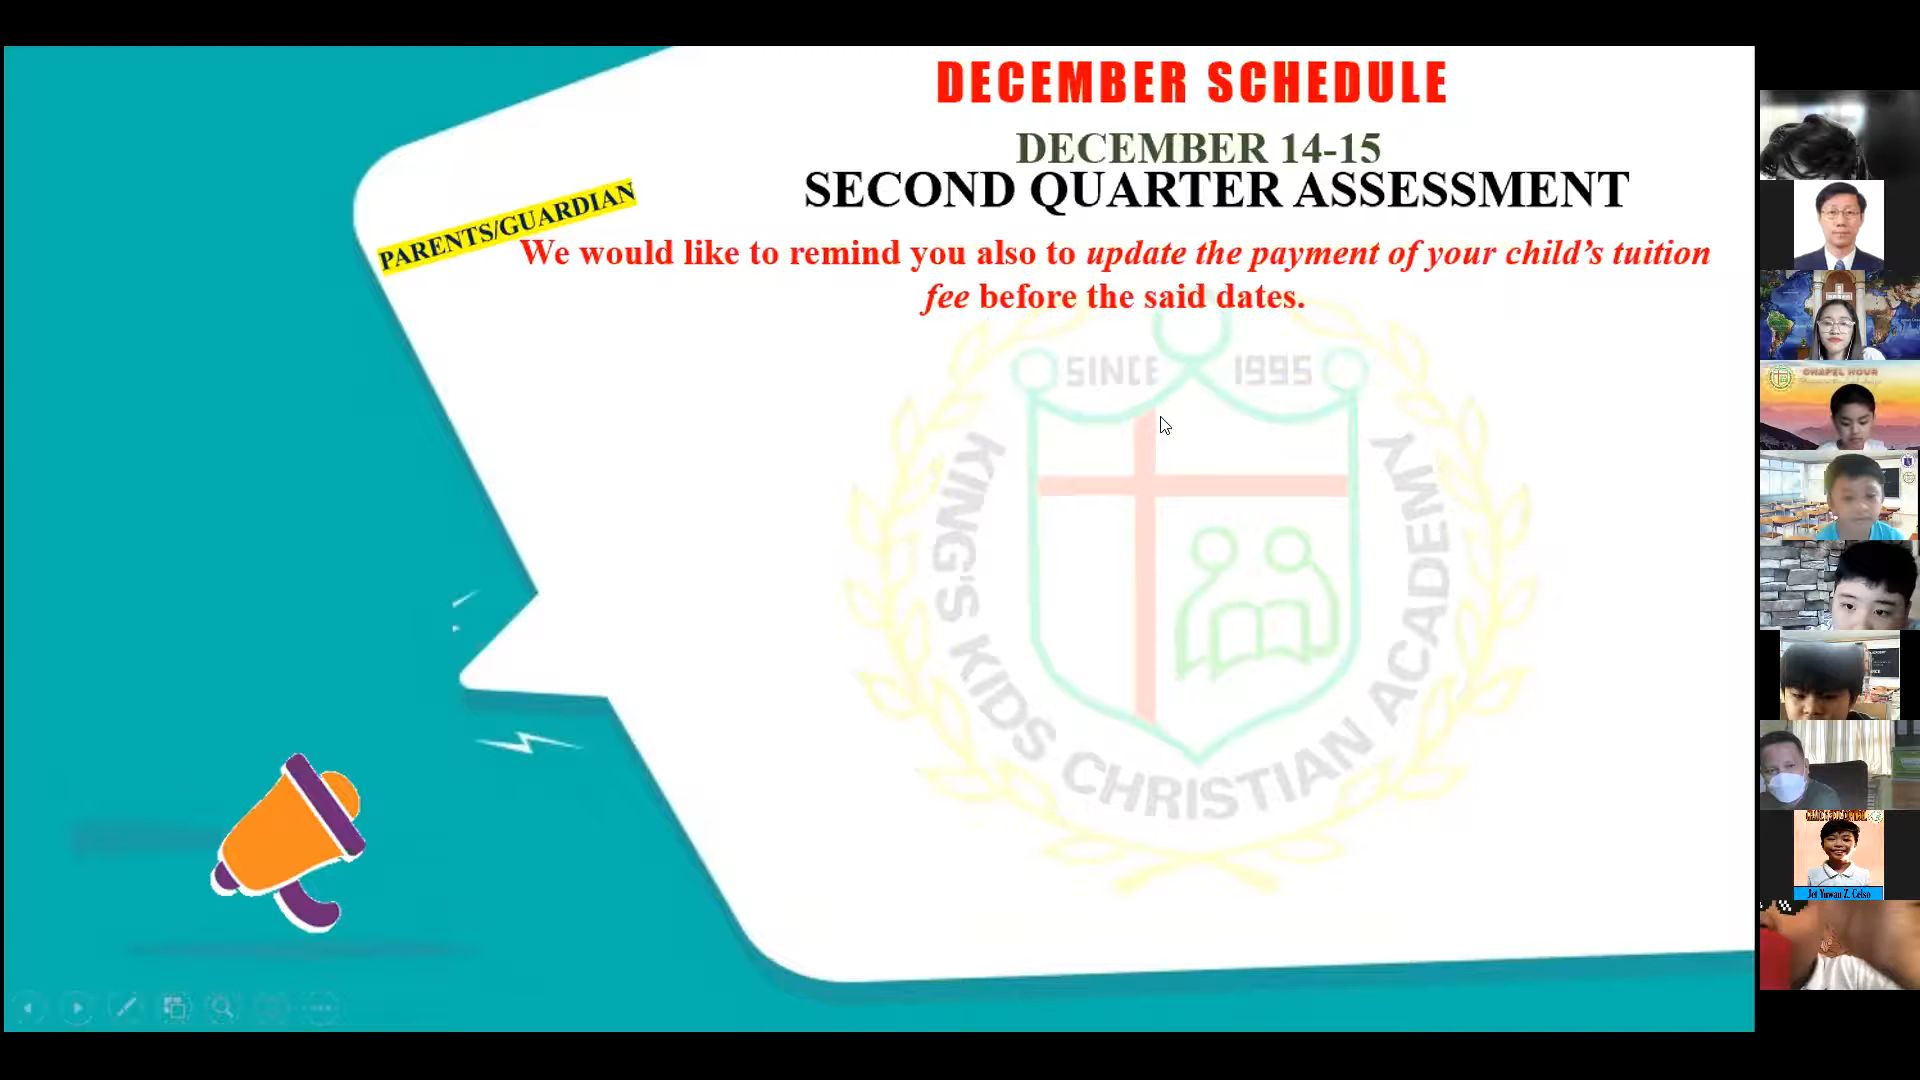 DECEMBER SCHEDULE
DECEMBER 14-15
SECOND QUARTER ASSESSMENT
PARENTS/GUARDIAN
We would like to remind you also to update the payment of your child’s tuition
fee before the said dates.
SINCE 1995
KING'S KIDS CHRISTIAN ACADEMY
CHAPEL HOUR
Jet Yuwan Z. Celso